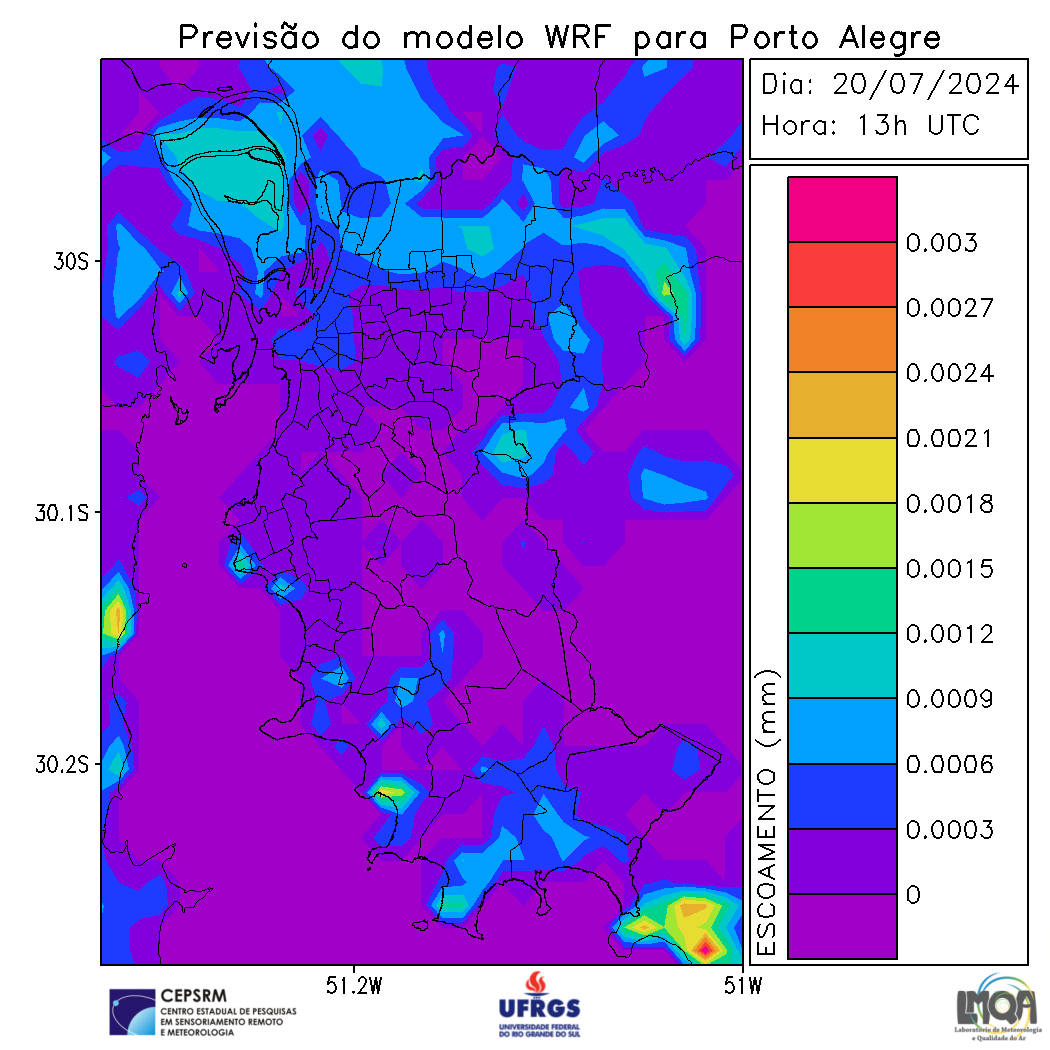 Previsão do modelo WRF para Porto Alegre
Dia: 20/07/2024
Hora: 13h UTC
30S
30.1S
30.2S
51.2W
51W
ESCOAMENTO (mm)
0.003
0.0027
0.0024
0.0021
0.0018
0.0015
0.0012
0.0009
0.0006
0.0003
0
CEPSRM
CENTRO ESTADUAL DE PESQUISAS
EM SENSORIAMENTO REMOTO
E METEOROLOGIA
UFRGS
UNIVERSIDADE FEDERAL
DO RIO GRANDE DO SUL
LMQA
Laboratório de Meteorologia
e Qualidade do Ar